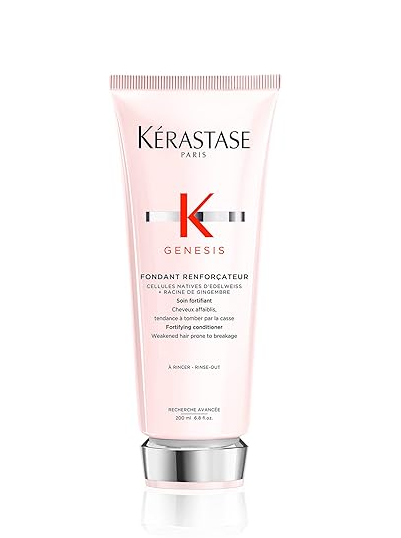 KÉRASTASE
PARIS
K
GENESIS
FONDANT RENFORÇATEUR
CELLULES NATIVES D'EDELWEISS
+ RACINE DE GINGEMBRE
Soin fortifiant
Cheveux affaiblis,
tendance à tomber par la casse
Fortifying conditioner
Weakened hair prone to breakage
À RINCER - RINSE-OUT
RECHERCHE AVANCÉE
200 ml 6.8 fl.oz.